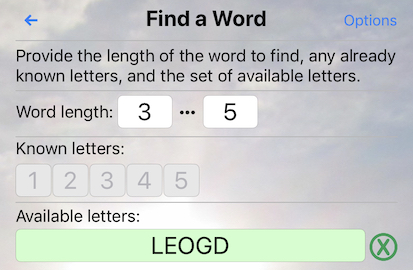 ← Find a Word Options
Provide the length of the word to find, any already
known letters, and the set of available letters.
Word length: 3 ••• 5
Known letters:
1 2 3 4 5
Available letters:
LEOGD